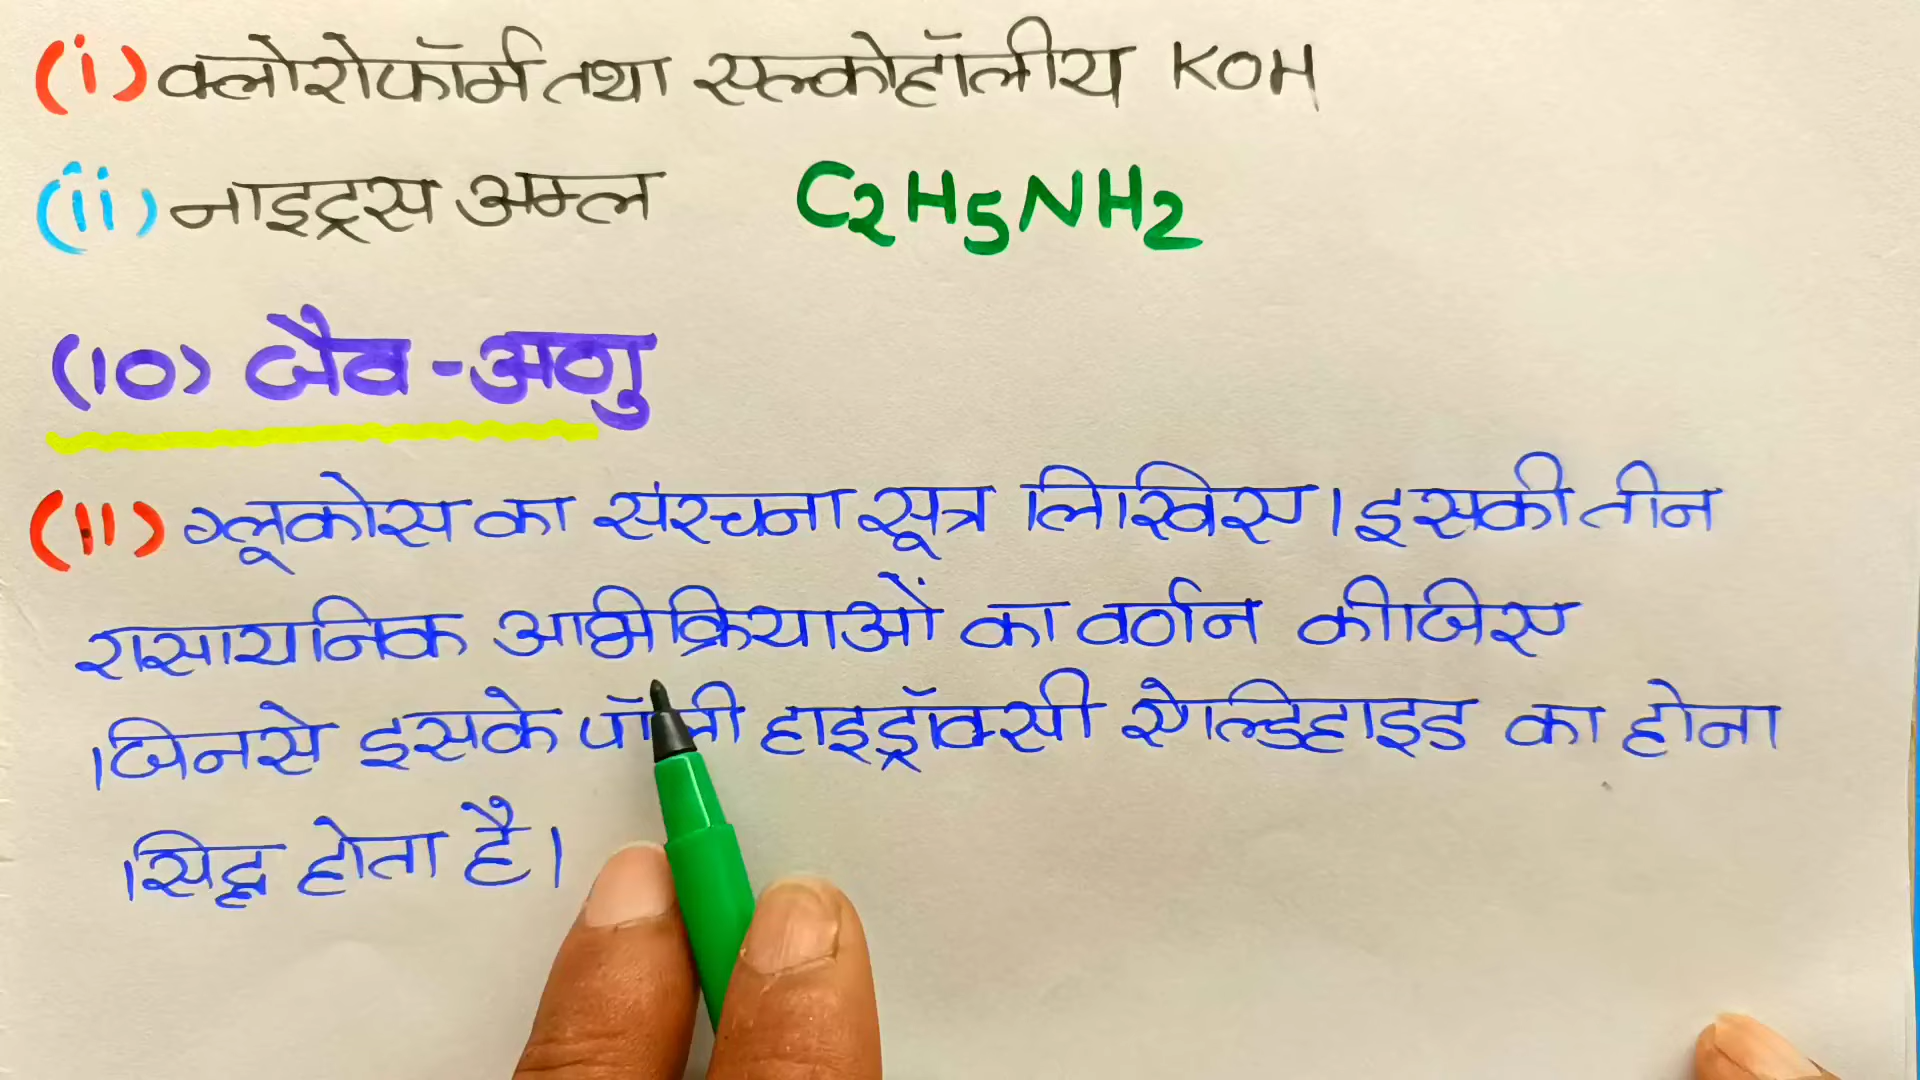 (i) क्लोरोफॉर्म तथा एल्कोहॉलीय KOH
(ii) नाइट्रस अम्ल C2H5NH2
(10) जैव-अणु
(11) ग्लूकोस का संरचना सूत्र लिखिए। इसकी तीन
रासायनिक अभिक्रियाओं का वर्णन कीजिए
जिनसे इसके पॉली हाइड्रॉक्सी ऐल्डिहाइड का होना
सिद्ध होता है।